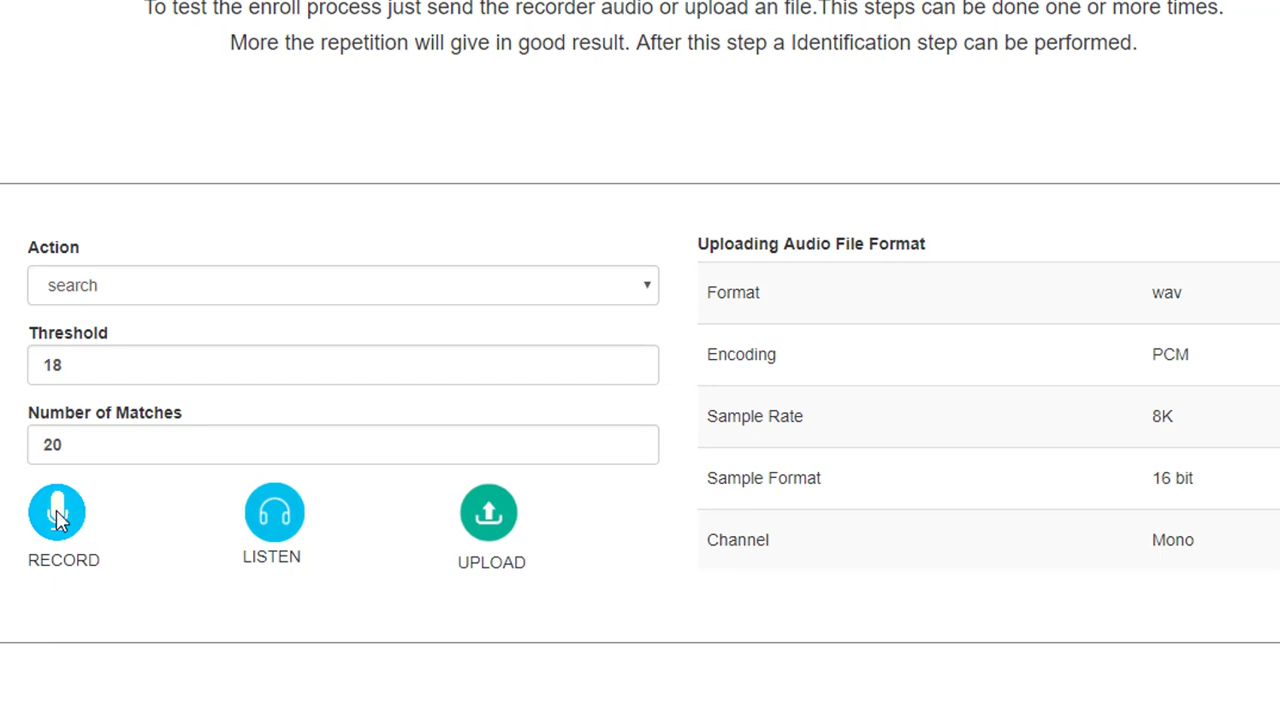 To test the enroll process just send the recorder audio or upload an file.This steps can be done one or more times.
More the repetition will give in good result. After this step a Identification step can be performed.
Action
search
Threshold
18
Number of Matches
20
RECORD
LISTEN
UPLOAD
Uploading Audio File Format
Format wav
Encoding PCM
Sample Rate 8K
Sample Format 16 bit
Channel Mono